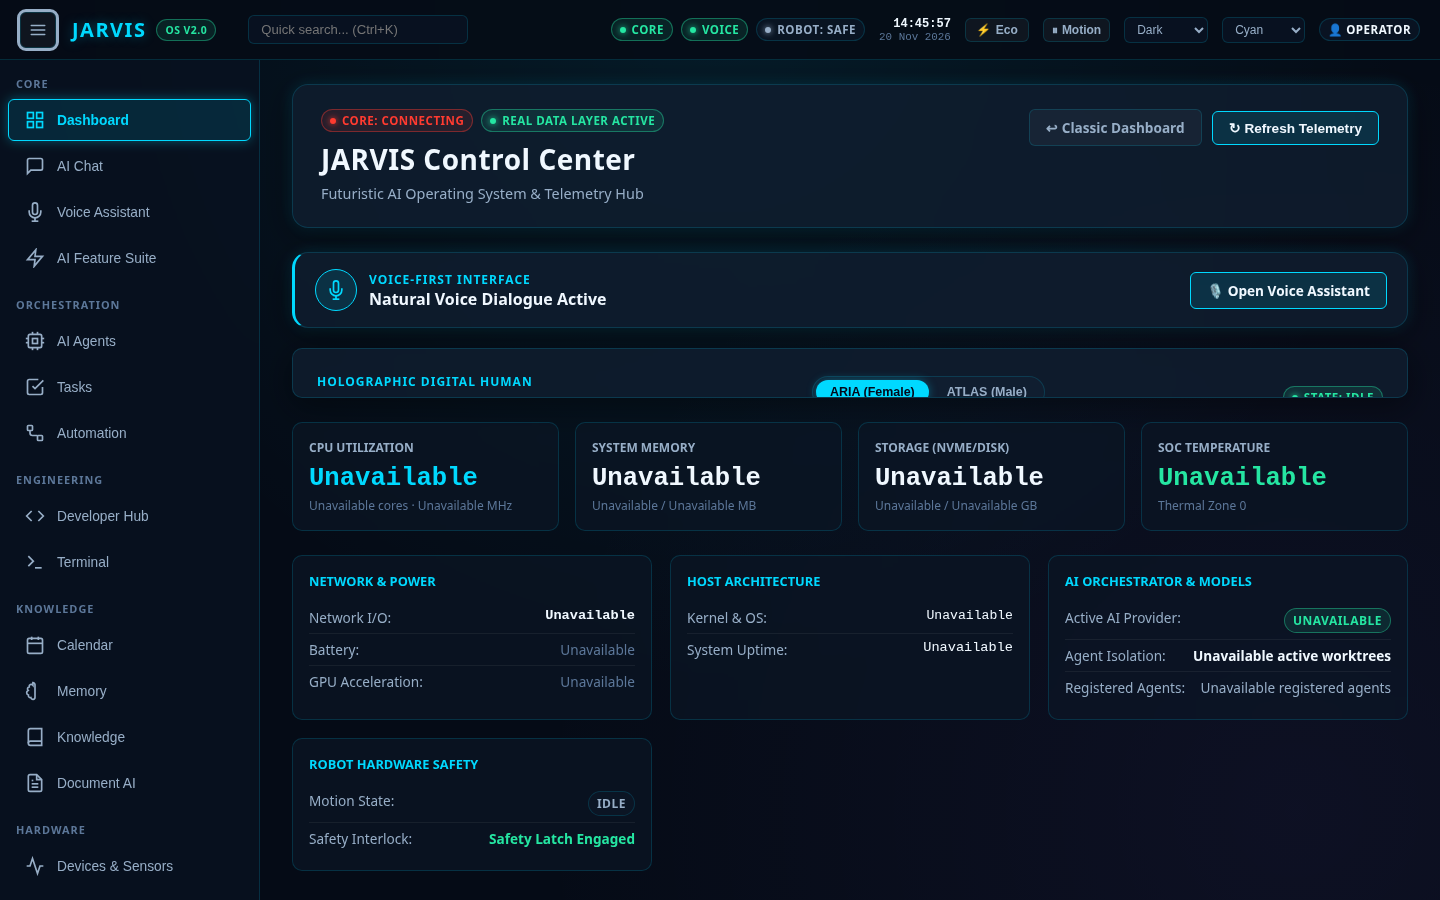 JARVIS
OS V2.0
Quick search... (Ctrl+K)
CORE
VOICE
ROBOT: SAFE
14:45:57
20 Nov 2026
⚡ Eco
Motion
Dark
Cyan
👤 OPERATOR
CORE
Dashboard
AI Chat
Voice Assistant
AI Feature Suite
ORCHESTRATION
AI Agents
Tasks
Automation
ENGINEERING
Developer Hub
Terminal
KNOWLEDGE
Calendar
Memory
Knowledge
Document AI
HARDWARE
Devices & Sensors
CORE: CONNECTING
REAL DATA LAYER ACTIVE
JARVIS Control Center
Futuristic AI Operating System & Telemetry Hub
↩ Classic Dashboard
↻ Refresh Telemetry
VOICE-FIRST INTERFACE
Natural Voice Dialogue Active
🎙️ Open Voice Assistant
HOLOGRAPHIC DIGITAL HUMAN
ARIA (Female)
ATLAS (Male)
STATE: IDLE
CPU UTILIZATION
Unavailable
Unavailable cores · Unavailable MHz
SYSTEM MEMORY
Unavailable
Unavailable / Unavailable MB
STORAGE (NVME/DISK)
Unavailable
Unavailable / Unavailable GB
SOC TEMPERATURE
Unavailable
Thermal Zone 0
NETWORK & POWER
Network I/O: Unavailable
Battery: Unavailable
GPU Acceleration: Unavailable
HOST ARCHITECTURE
Kernel & OS: Unavailable
System Uptime: Unavailable
AI ORCHESTRATOR & MODELS
Active AI Provider: UNAVAILABLE
Agent Isolation: Unavailable active worktrees
Registered Agents: Unavailable registered agents
ROBOT HARDWARE SAFETY
Motion State: IDLE
Safety Interlock: Safety Latch Engaged